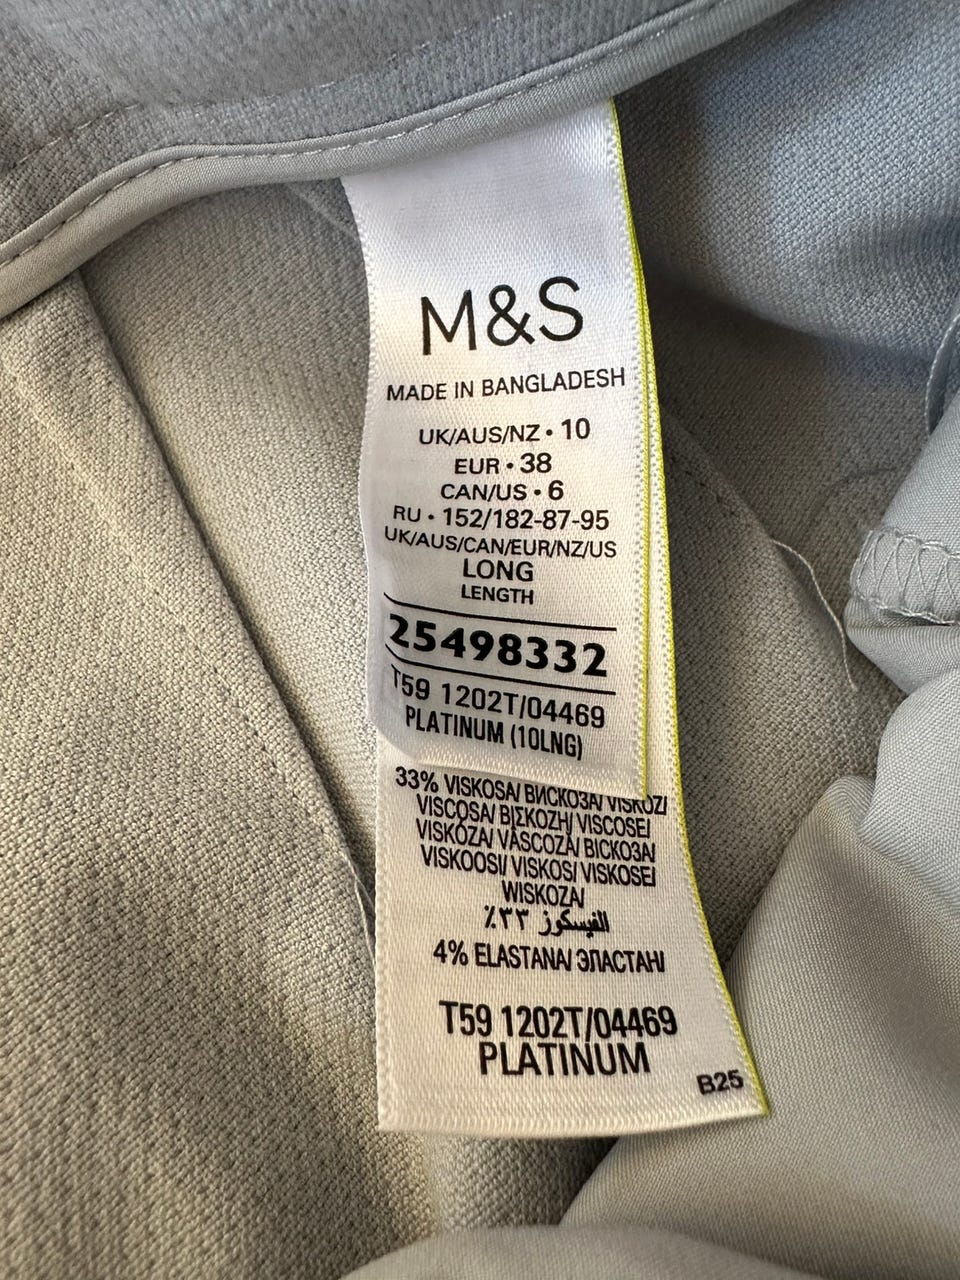 M&S
MADE IN BANGLADESH
UK/AUS/NZ • 10
EUR • 38
CAN/US • 6
RU • 152/182-87-95
UK/AUS/CAN/EUR/NZ/US
LONG
LENGTH
25498332
T59 1202T/04469
PLATINUM (10LNG)
33% VISKOSA/ ВИСКОЗА/ VISKÓZ/
VISCOSA/ ΒΙΣΚΟΖΗ/ VISCOSE/
VISKÓZA/ VÂSCOZĂ/ ВІСКОЗА/
VISKOOSI/ VISKOS/ VISKOSE/
WISKOZA/
الفيسكوز ٣٣٪
4% ELASTANA/ ЭЛАСТАН/
T59 1202T/04469
PLATINUM
B25